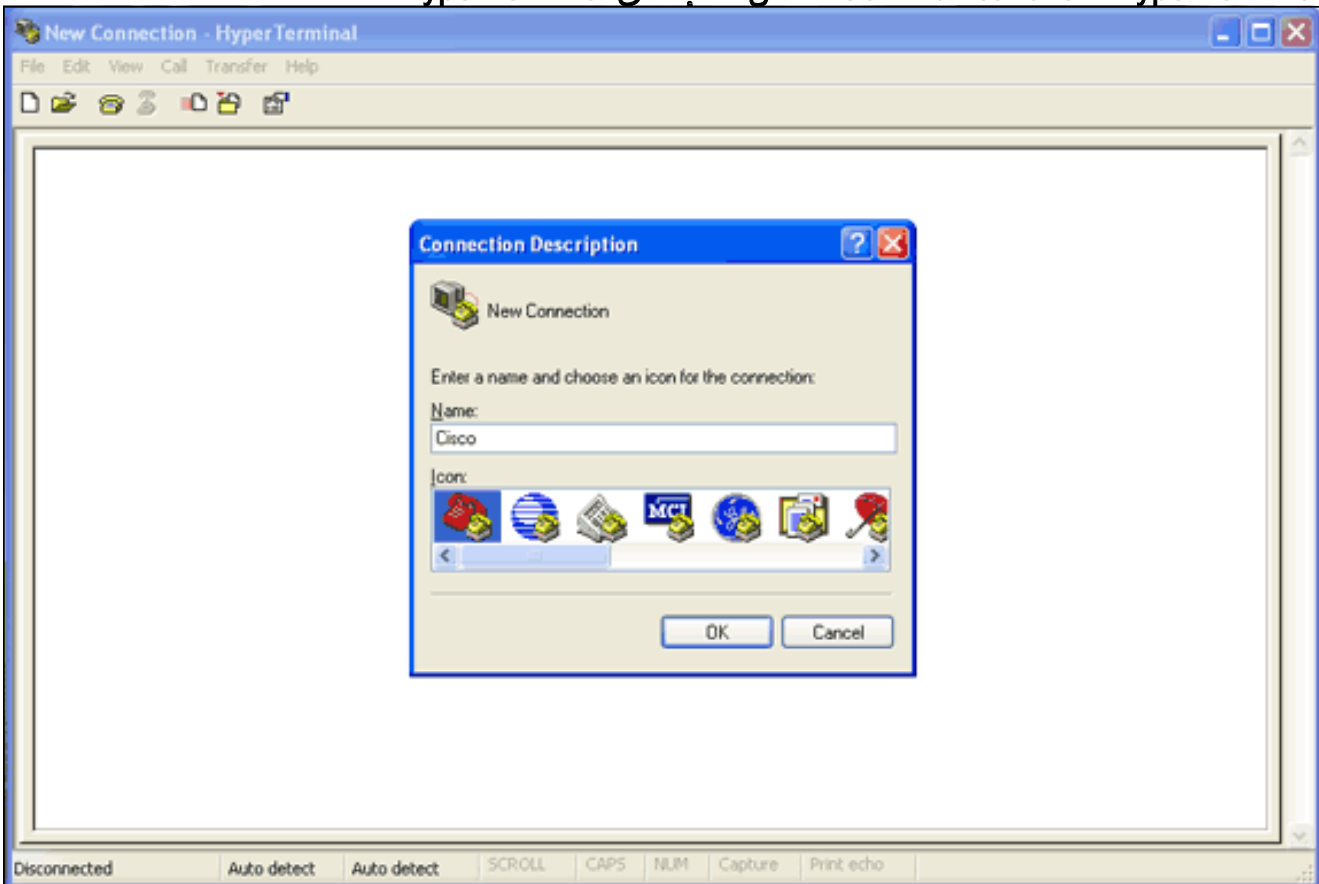 New Connection - HyperTerminal
File Edit View Call Transfer Help
Connection Description
New Connection
Enter a name and choose an icon for the connection:
Name:
Cisco
Icon:
MCI
OK Cancel
Disconnected Auto detect Auto detect SCROLL CAPS NUM Capture Print echo